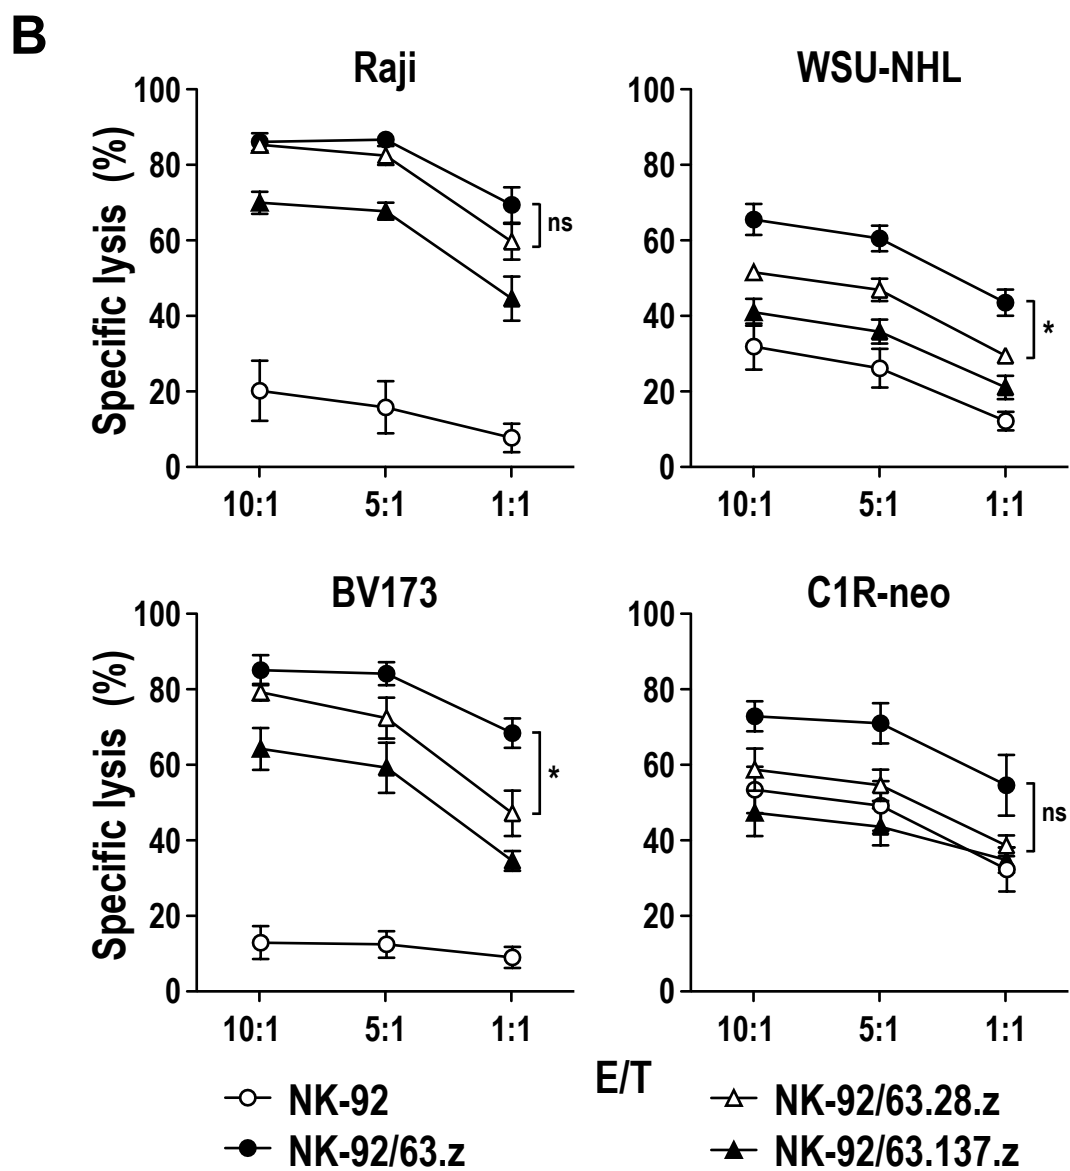 B
Raji
WSU-NHL
Specific lysis (%)
100
80
60
40
20
0
ns
10:1 5:1 1:1
100
80
60
40
20
0
*
10:1 5:1 1:1
BV173
C1R-neo
Specific lysis (%)
100
80
60
40
20
0
*
10:1 5:1 1:1
100
80
60
40
20
0
ns
10:1 5:1 1:1
E/T
NK-92
NK-92/63.28.z
NK-92/63.z
NK-92/63.137.z